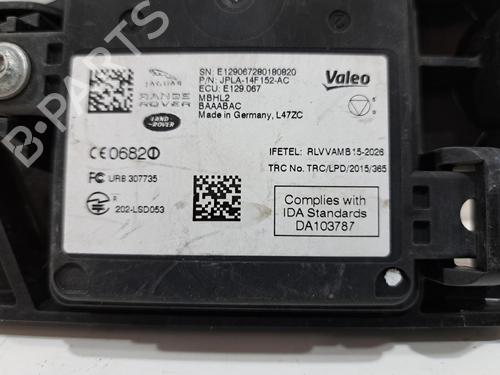 SN: E129067280180820
P/N: JPLA-14F152-AC
ECU: E129.067
MBHL2
BAAABAC
Made in Germany, L47ZC
Valeo
JAGUAR
RANGE
ROVER
LAND-
ROVER
CE0682
IFETEL: RLVVAMB15-2026
FC URB 307735
TRC No. TRC/LPD/2015/365
R
202-LSD053
Complies with
IDA Standards
DA103787